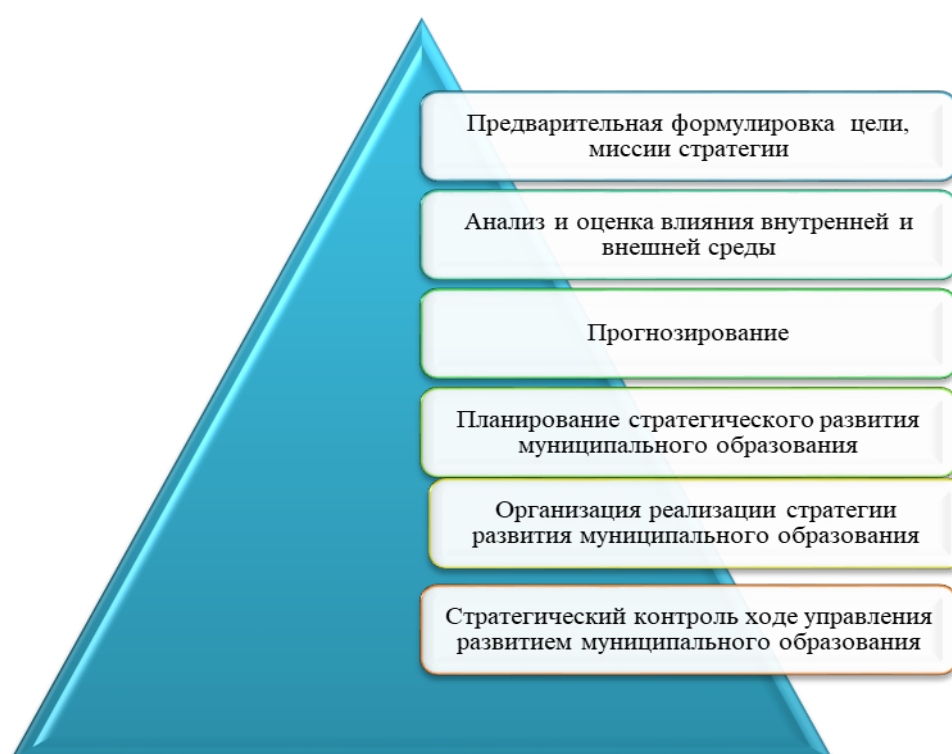 Предварительная формулировка цели,
миссии стратегии
Анализ и оценка влияния внутренней и
внешней среды
Прогнозирование
Планирование стратегического развития
муниципального образования
Организация реализации стратегии
развития муниципального образования
Стратегический контроль ходе управления
развитием муниципального образования